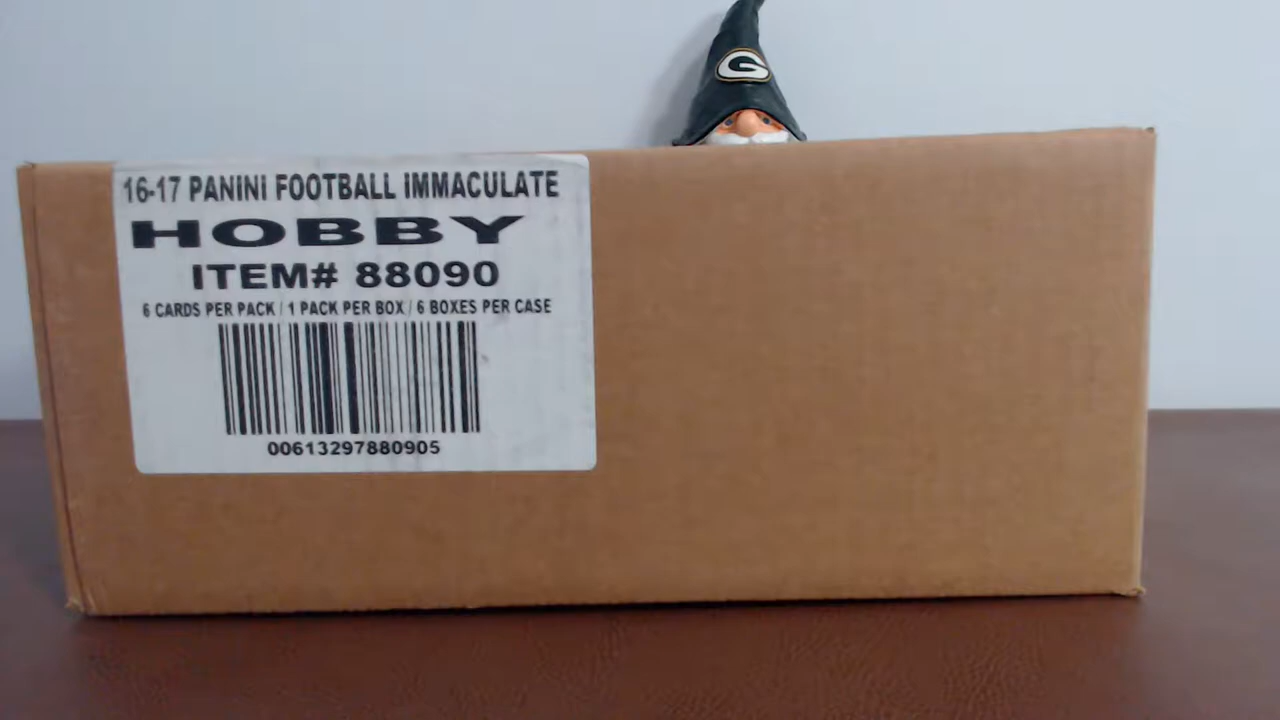 G
16-17 PANINI FOOTBALL IMMACULATE
HOBBY
ITEM# 88090
6 CARDS PER PACK / 1 PACK PER BOX / 6 BOXES PER CASE
00613297880905